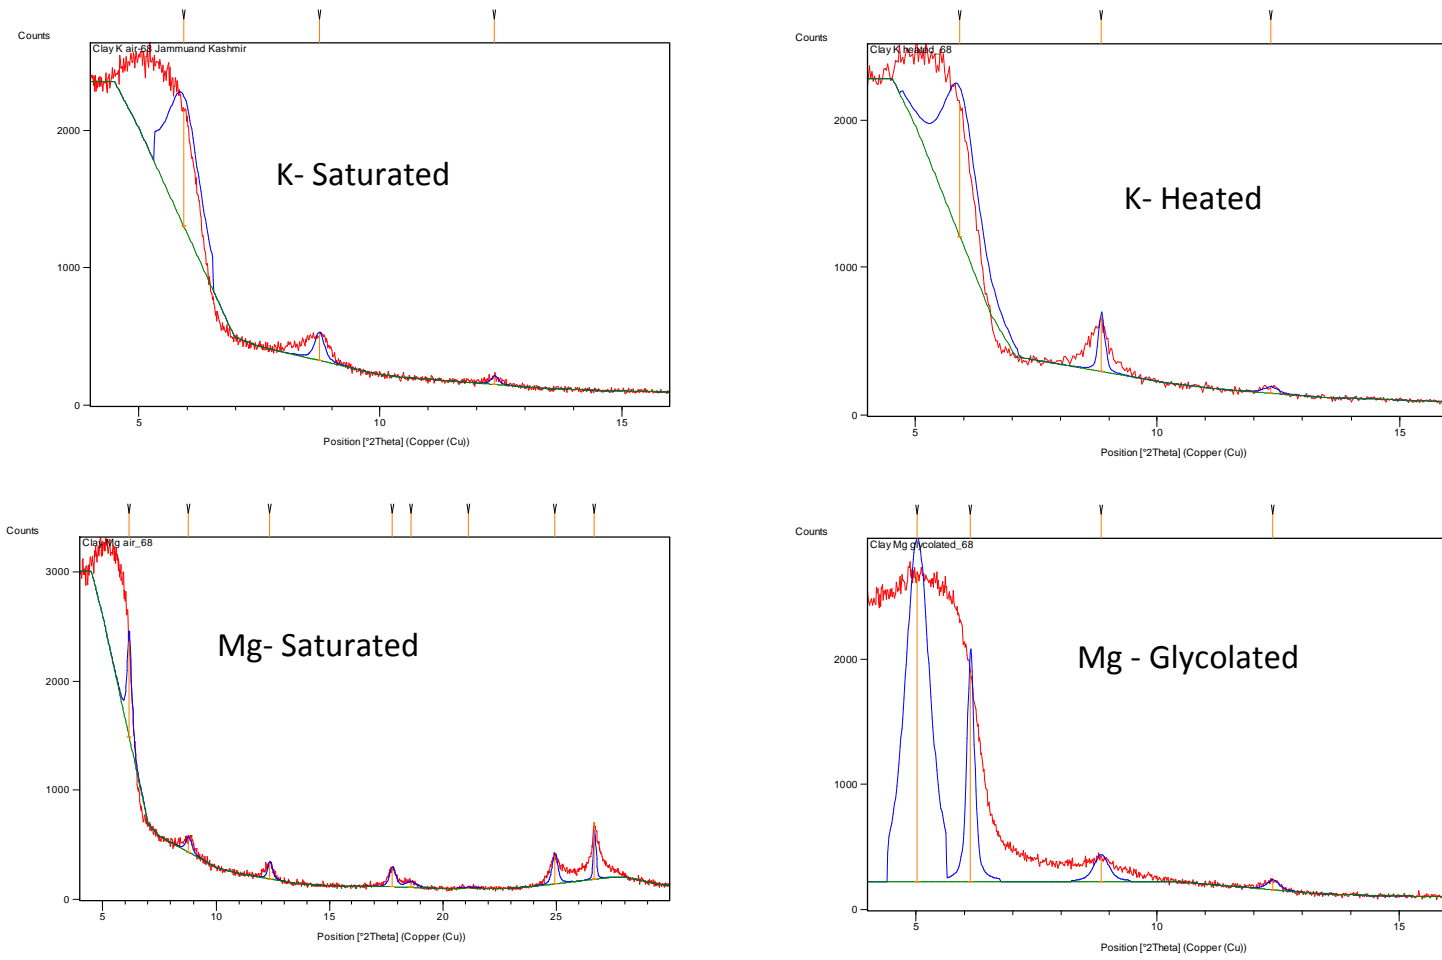 Counts
Clay K air-68 Jammuand Kashmir
2000
K- Saturated
1000
0
5 10 15
Position [°2Theta] (Copper (Cu))
Counts
Clay K heated_68
2000
K- Heated
1000
0
5 10 15
Position [°2Theta] (Copper (Cu))
Counts
Clay Mg air_68
3000
Mg- Saturated
2000
1000
0
5 10 15 20 25
Position [°2Theta] (Copper (Cu))
Counts
Clay Mg glycolated_68
2000
Mg - Glycolated
1000
0
5 10 15
Position [°2Theta] (Copper (Cu))